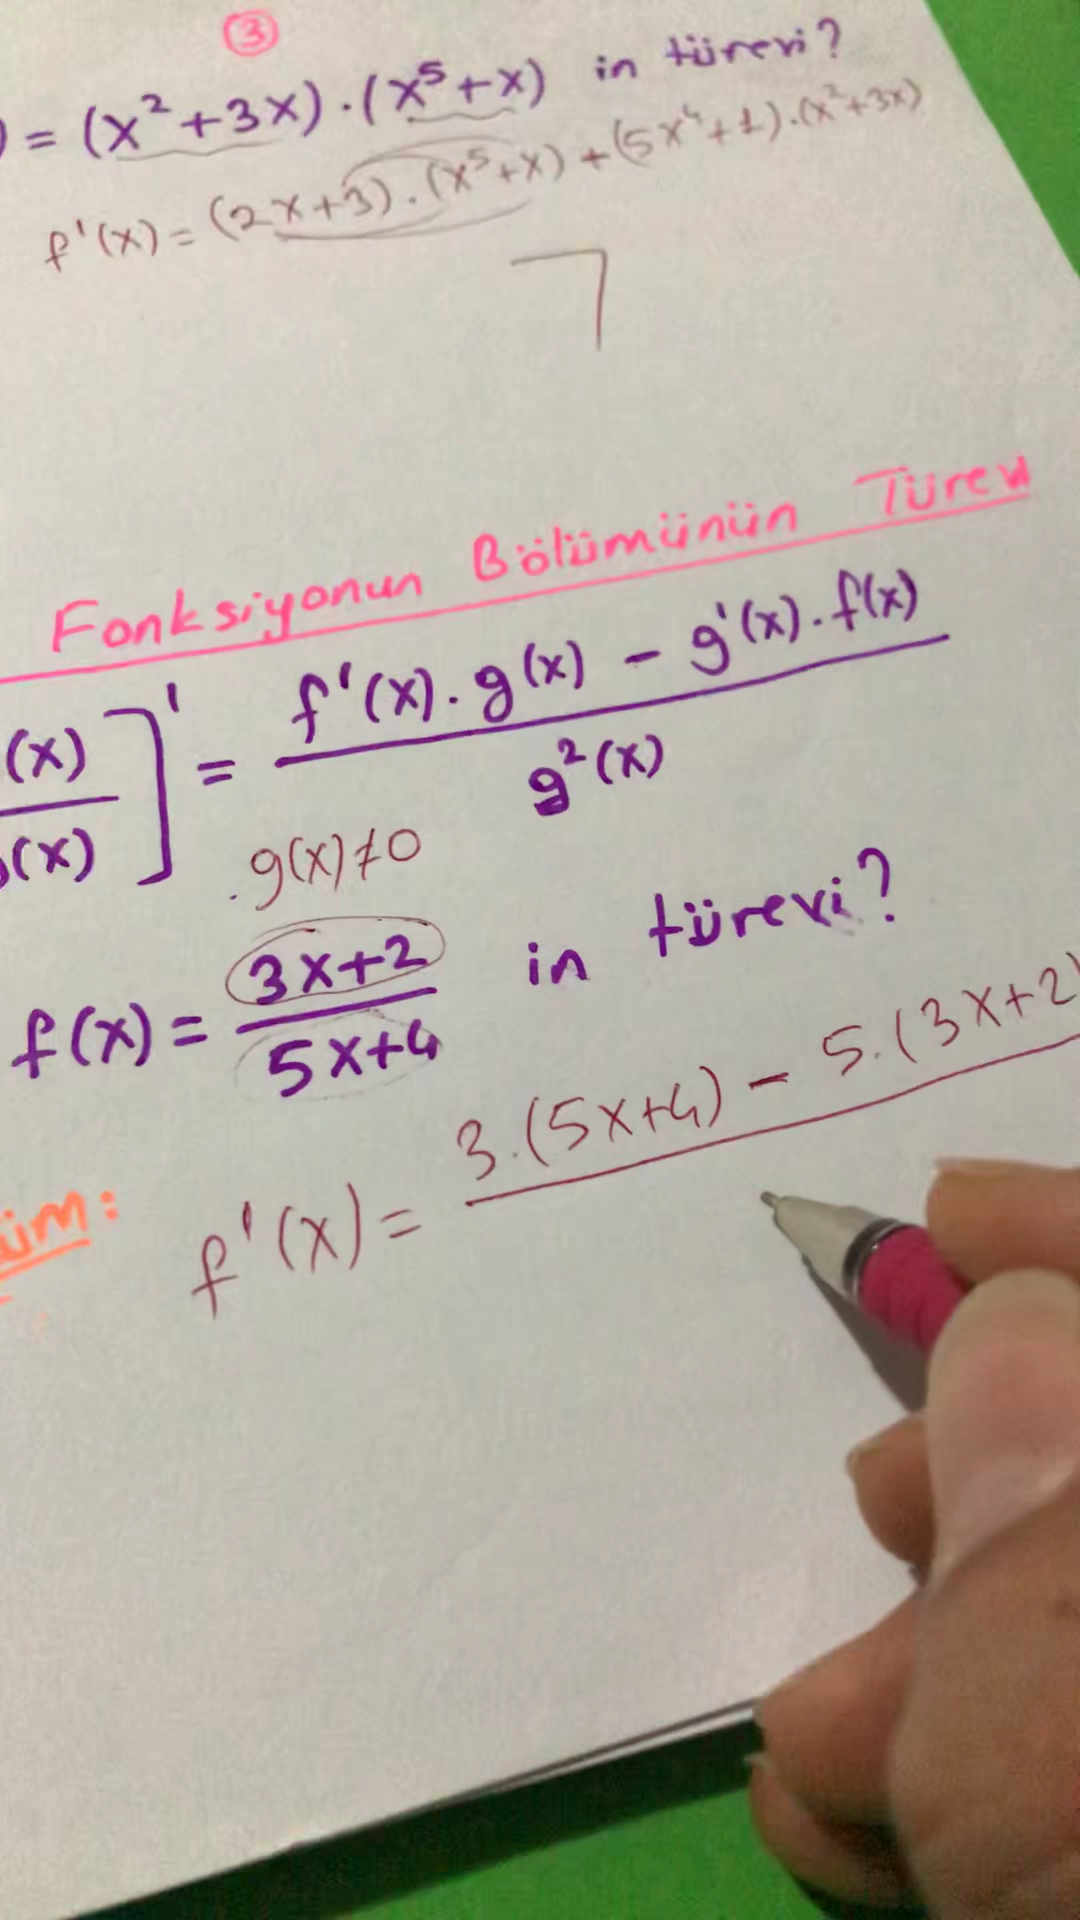 3
) = (x² + 3x) . (x⁵ + x) in türevi?
f'(x) = (2x+3) . (x⁵+x) + (5x⁴+1) . (x²+3x)
Fonksiyonun Bölümünün Türevi
(x) / (x) ]' = f'(x) . g(x) - g'(x) . f(x) / g²(x)
. g(x) ≠ 0
f(x) = 3x+2 / 5x+4 in türevi?
üm: f'(x) = 3.(5x+4) - 5.(3x+2)